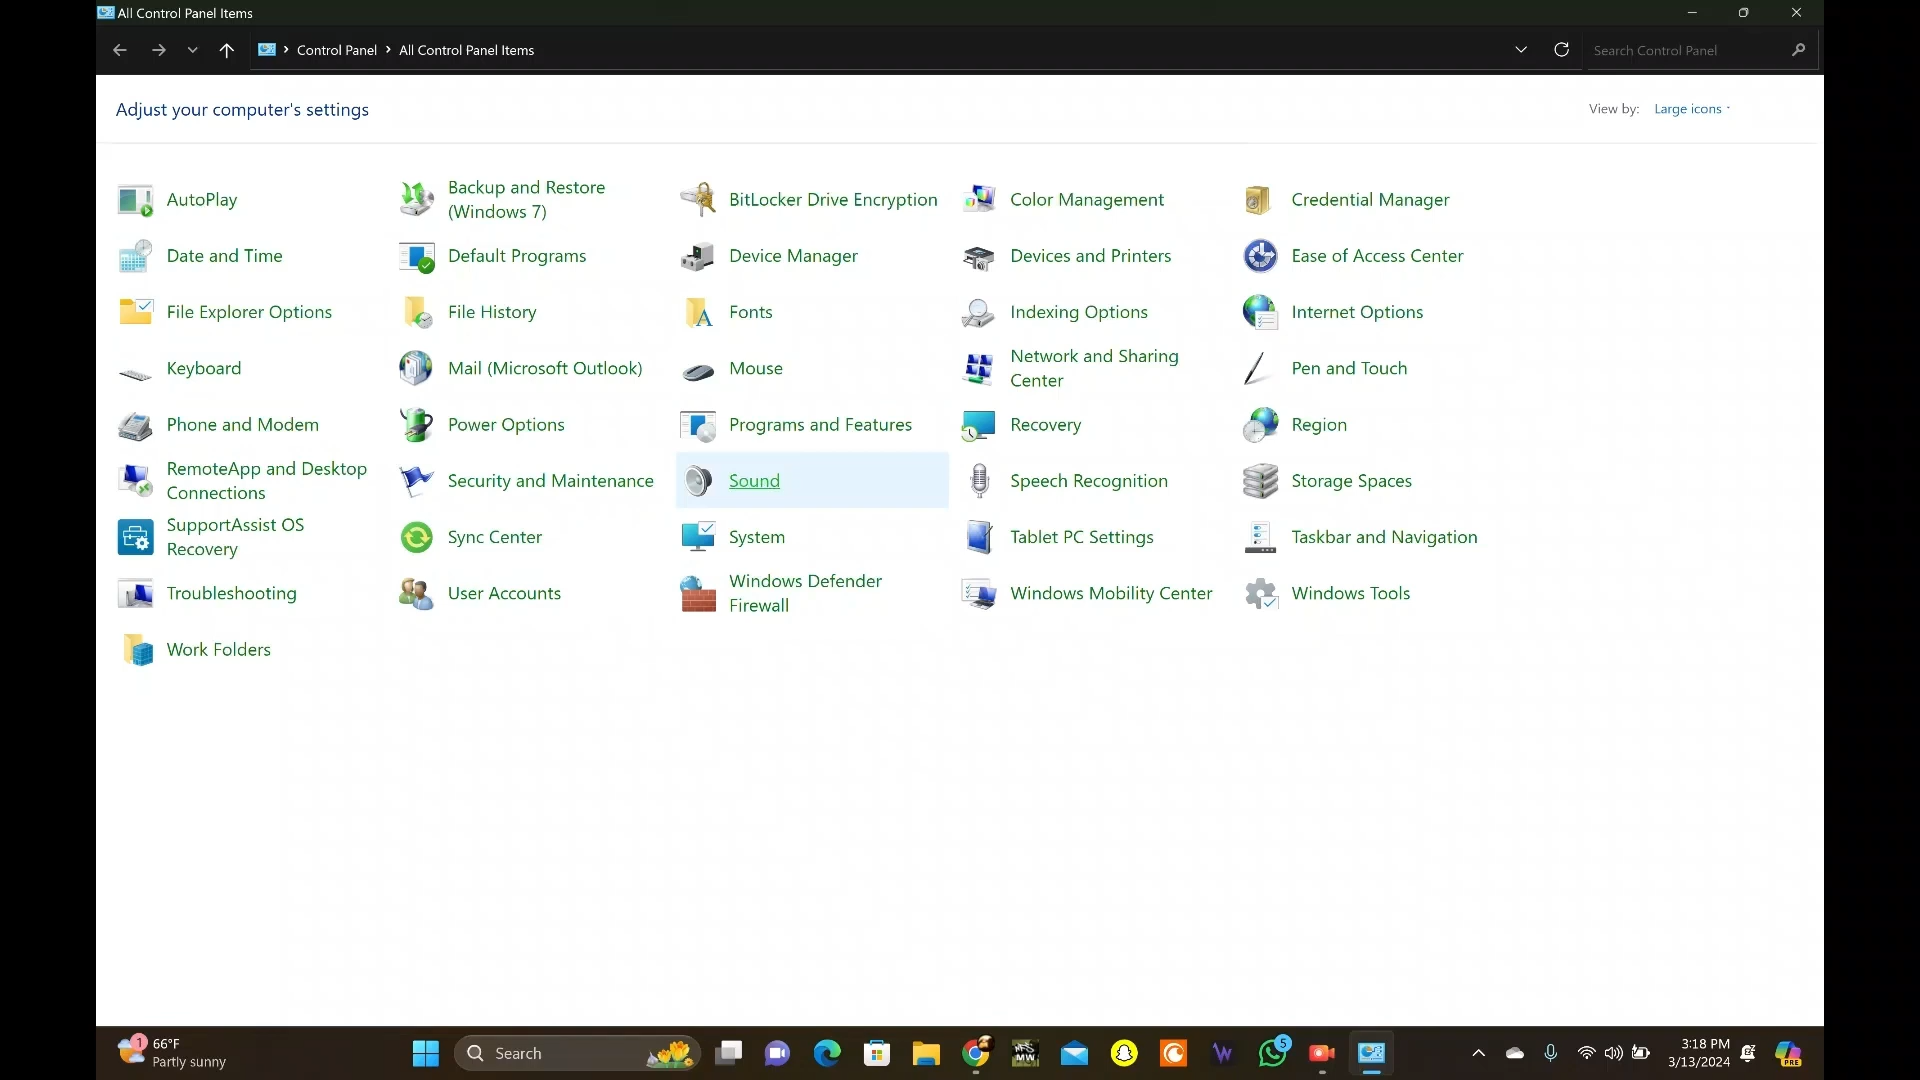 All Control Panel Items
Control Panel > All Control Panel Items
Search Control Panel
Adjust your computer's settings
View by: Large icons
AutoPlay
Backup and Restore
(Windows 7)
BitLocker Drive Encryption
Color Management
Credential Manager
Date and Time
Default Programs
Device Manager
Devices and Printers
Ease of Access Center
File Explorer Options
File History
Fonts
Indexing Options
Internet Options
Keyboard
Mail (Microsoft Outlook)
Mouse
Network and Sharing
Center
Pen and Touch
Phone and Modem
Power Options
Programs and Features
Recovery
Region
RemoteApp and Desktop
Connections
Security and Maintenance
Sound
Speech Recognition
Storage Spaces
SupportAssist OS
Recovery
Sync Center
System
Tablet PC Settings
Taskbar and Navigation
Troubleshooting
User Accounts
Windows Defender
Firewall
Windows Mobility Center
Windows Tools
Work Folders
1
66°F
Partly sunny
Search
MW
W
5
3:18 PM
3/13/2024
PRE